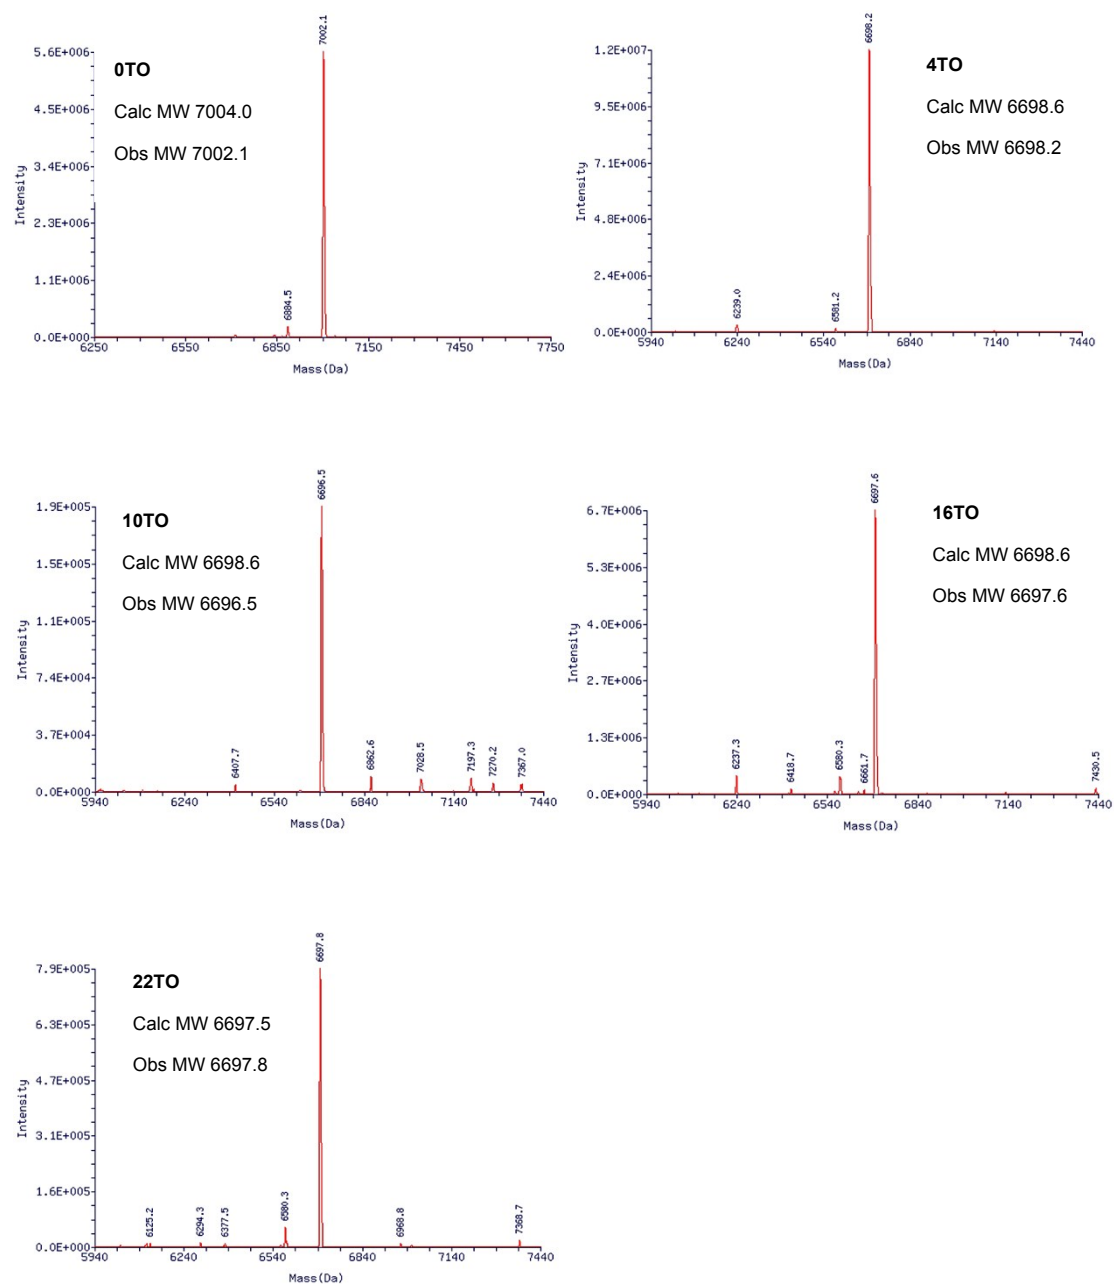 7002.1
5.6E+006
4.5E+006
3.4E+006
2.3E+006
1.1E+006
0.0E+000
Intensity
0TO
Calc MW 7004.0
Obs MW 7002.1
6884.5
6250 6550 6850 7150 7450 7750
Mass(Da)
6698.2
1.2E+007
9.5E+006
7.1E+006
4.8E+006
2.4E+006
0.0E+000
Intensity
4TO
Calc MW 6698.6
Obs MW 6698.2
6239.0
6581.2
5940 6240 6540 6840 7140 7440
Mass(Da)
6696.5
1.9E+005
1.5E+005
1.1E+005
7.4E+004
3.7E+004
0.0E+000
Intensity
10TO
Calc MW 6698.6
Obs MW 6696.5
6407.7
6862.6
7028.5
7197.3
7270.2
7367.0
5940 6240 6540 6840 7140 7440
Mass(Da)
6697.6
6.7E+006
5.3E+006
4.0E+006
2.7E+006
1.3E+006
0.0E+000
Intensity
16TO
Calc MW 6698.6
Obs MW 6697.6
6237.3
6418.7
6580.3
6661.7
7430.5
5940 6240 6540 6840 7140 7440
Mass(Da)
6697.8
7.9E+005
6.3E+005
4.7E+005
3.1E+005
1.6E+005
0.0E+000
Intensity
22TO
Calc MW 6697.5
Obs MW 6697.8
6125.2
6294.3
6377.5
6580.3
6968.8
7368.7
5940 6240 6540 6840 7140 7440
Mass(Da)